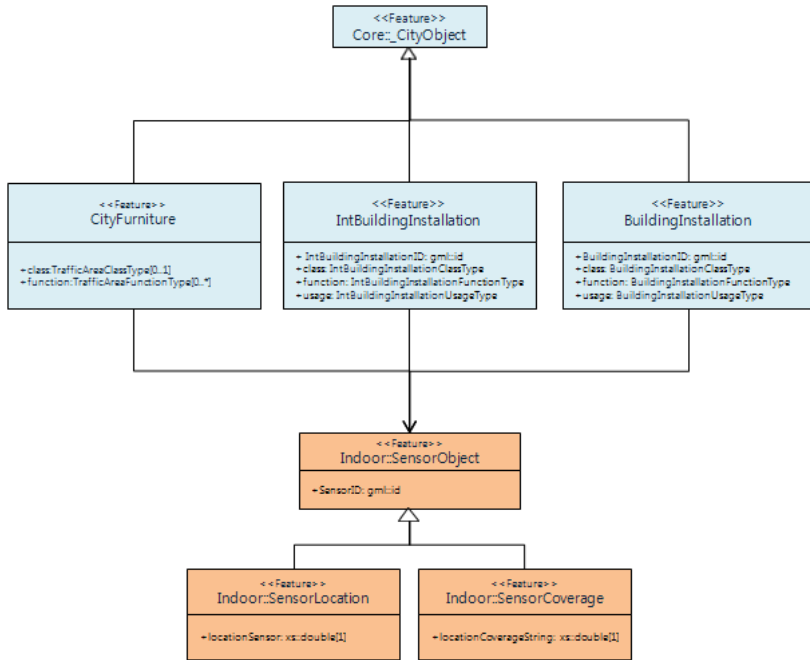 <<Feature>>
Core::_CityObject
<<Feature>>
CityFurniture
+class:TrafficAreaClassType[0..1]
+function:TrafficAreaFunctionType[0..*]
<<Feature>>
IntBuildingInstallation
+ IntBuildingInstallationID: gml::id
+class: IntBuildingInstallationClassType
+function: IntBuildingInstallationFunctionType
+usage: IntBuildingInstallationUsageType
<<Feature>>
BuildingInstallation
+BuildingInstallationID: gml::id
+class: BuildingInstallationClassType
+function: BuildingInstallationFunctionType
+usage: BuildingInstallationUsageType
<<Feature>>
Indoor::SensorObject
+SensorID: gml::id
<<Feature>>
Indoor::SensorLocation
+locationSensor: xs::double[1]
<<Feature>>
Indoor::SensorCoverage
+locationCoverageString: xs::double[1]